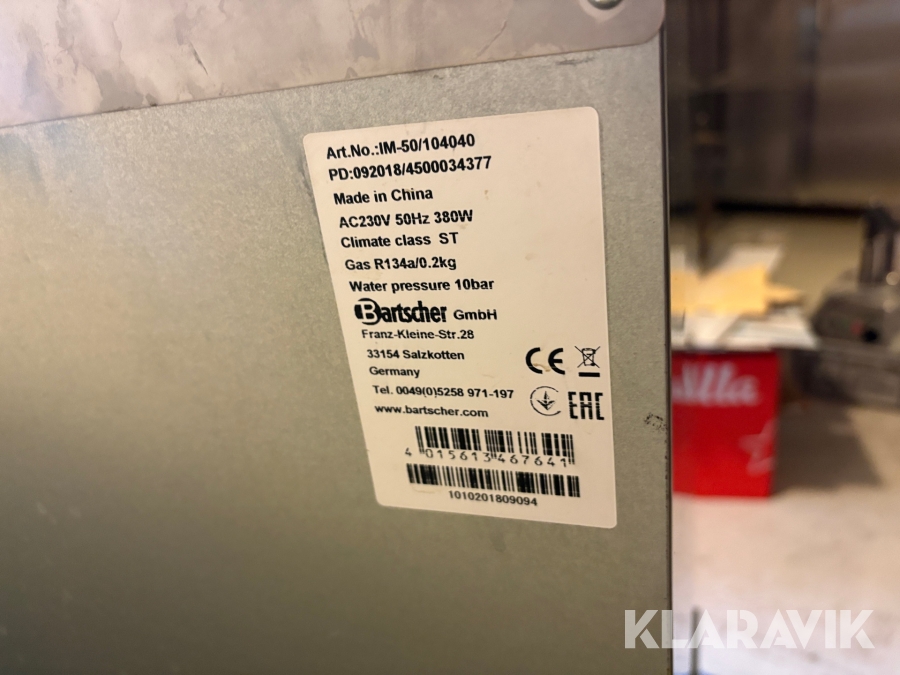 Art.No.:IM-50/104040
PD:092018/4500034377
Made in China
AC230V 50Hz 380W
Climate class ST
Gas R134a/0.2kg
Water pressure 10bar
Bartscher GmbH
Franz-Kleine-Str.28
33154 Salzkotten
Germany
Tel. 0049(0)5258 971-197
www.bartscher.com
CE
EAC
4 015613 467641
1010201809094
KLARAVIK